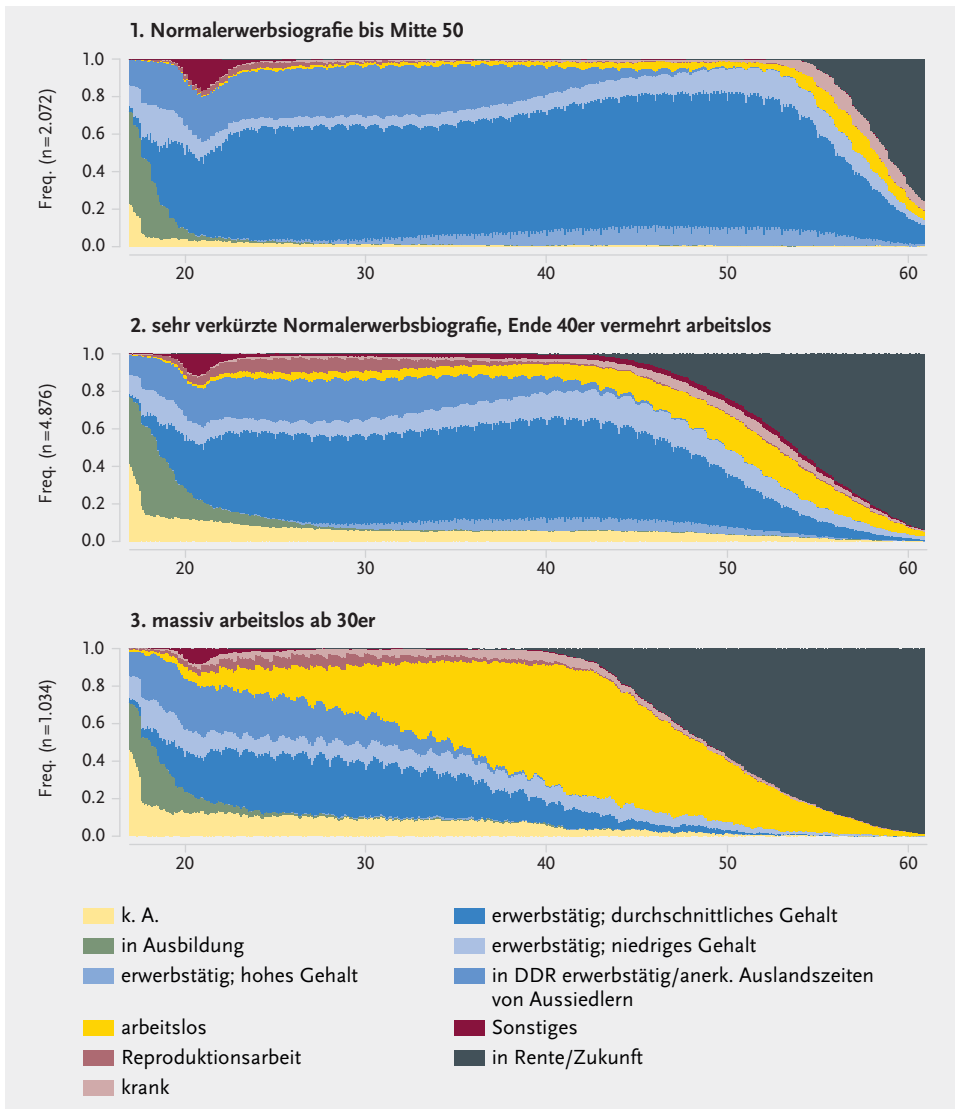 1. Normalerwerbsiografie bis Mitte 50
1.0
0.8
0.6
0.4
0.2
0.0
Freq. (n=2.072)
20 30 40 50 60
2. sehr verkürzte Normalerwerbsbiografie, Ende 40er vermehrt arbeitslos
1.0
0.8
0.6
0.4
0.2
0.0
Freq. (n=4.876)
20 30 40 50 60
3. massiv arbeitslos ab 30er
1.0
0.8
0.6
0.4
0.2
0.0
Freq. (n=1.034)
20 30 40 50 60
k. A.
in Ausbildung
erwerbstätig; hohes Gehalt
arbeitslos
Reproduktionsarbeit
krank
erwerbstätig; durchschnittliches Gehalt
erwerbstätig; niedriges Gehalt
in DDR erwerbstätig/anerk. Auslandszeiten
von Aussiedlern
Sonstiges
in Rente/Zukunft